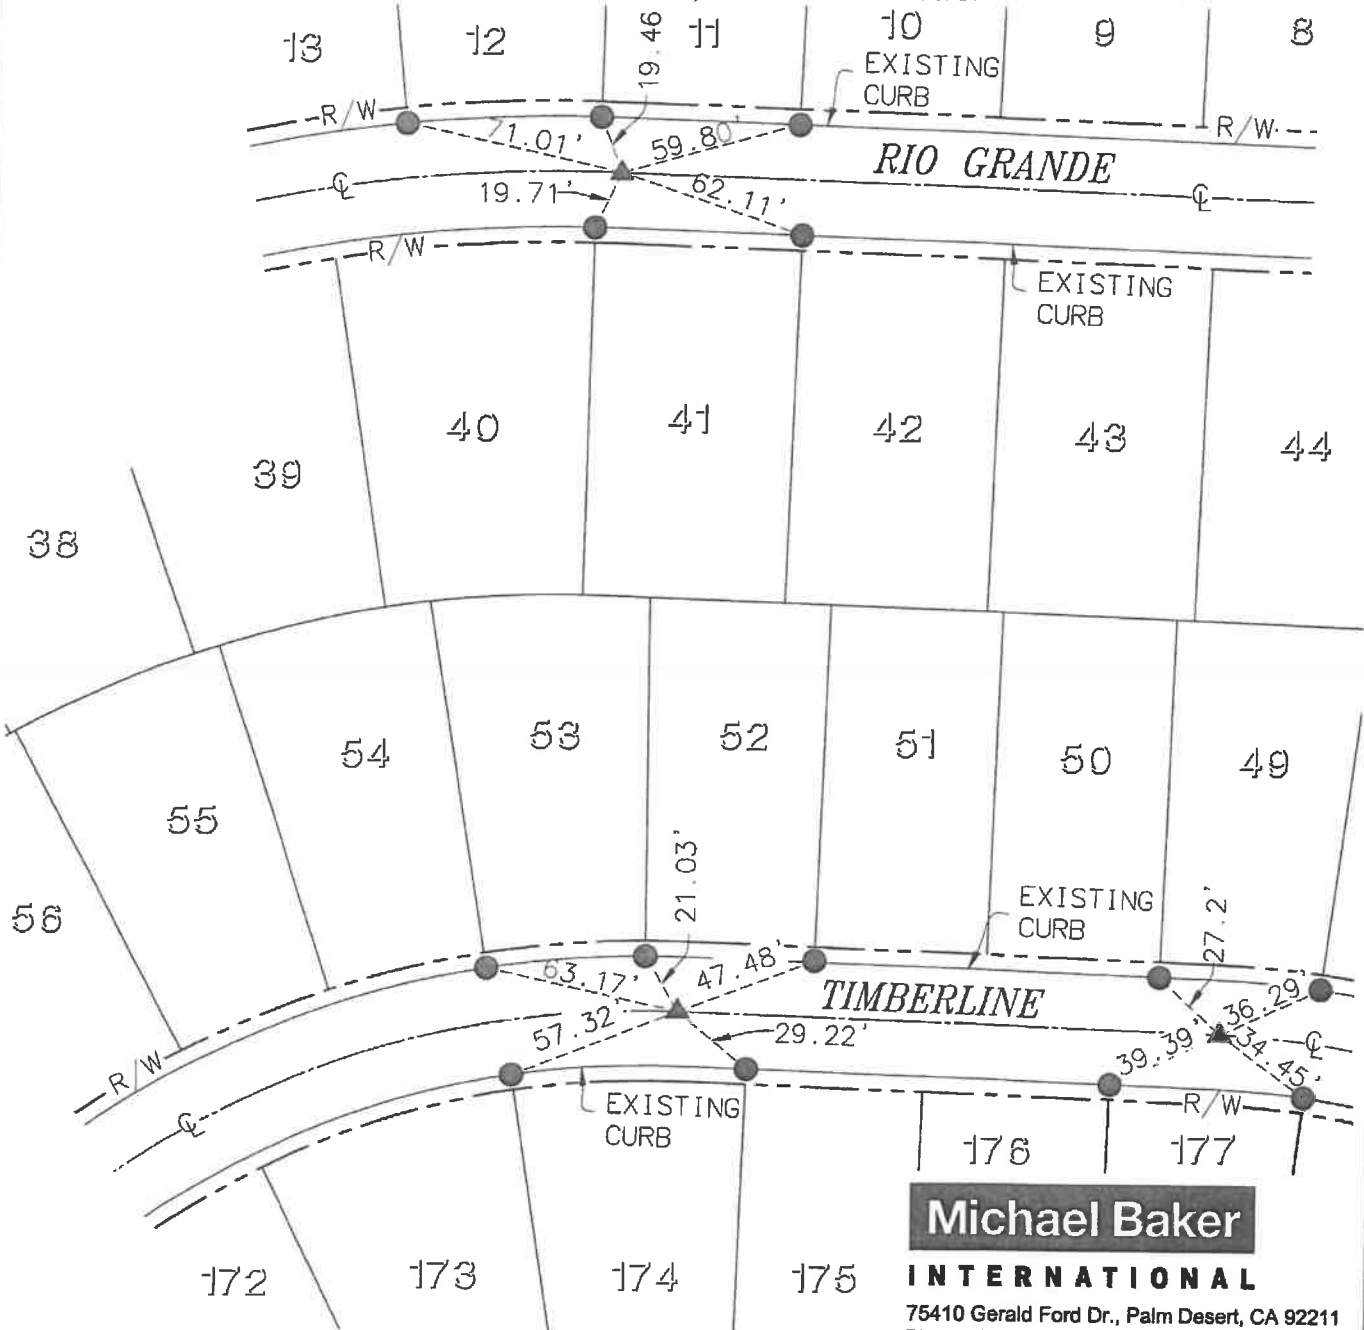 13
12
19.46
11
10
9
8
EXISTING
CURB
R/W
R/W
71.01'
59.80'
RIO GRANDE
℄
19.71'
62.11'
℄
R/W
EXISTING
CURB
40
41
42
43
44
39
38
53
52
51
50
49
54
55
56
21.03'
EXISTING
CURB
27.2'
63.17'
47.48'
TIMBERLINE
36.29
57.32'
29.22'
39.39'
34.45'
℄
R/W
℄
EXISTING
CURB
R/W
176
177
172
173
174
175
Michael Baker
INTERNATIONAL
75410 Gerald Ford Dr., Palm Desert, CA 92211